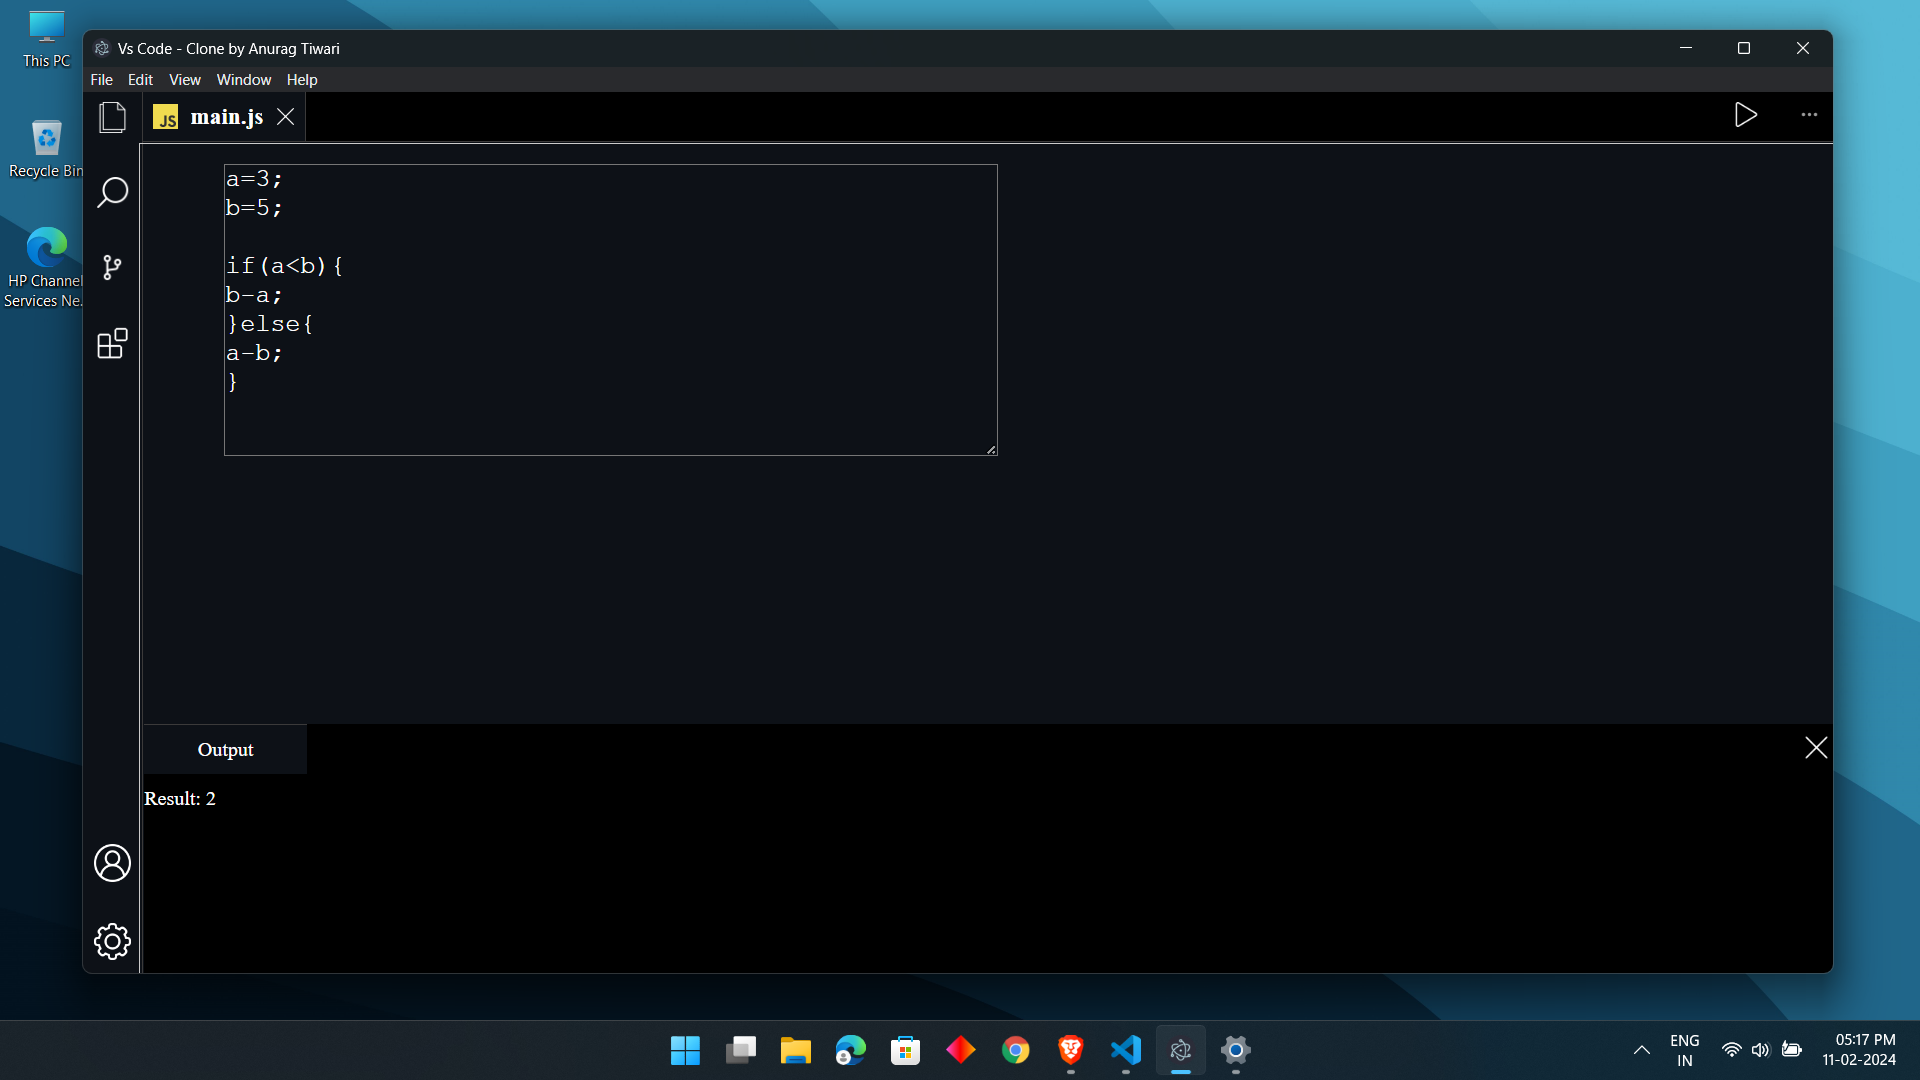 This PC
Recycle Bin
HP Channel
Services Ne...
Vs Code - Clone by Anurag Tiwari
File Edit View Window Help
JS main.js
a=3;
b=5;
if(a<b){
b-a;
}else{
a-b;
}
Output
Result: 2
ENG
IN
05:17 PM
11-02-2024